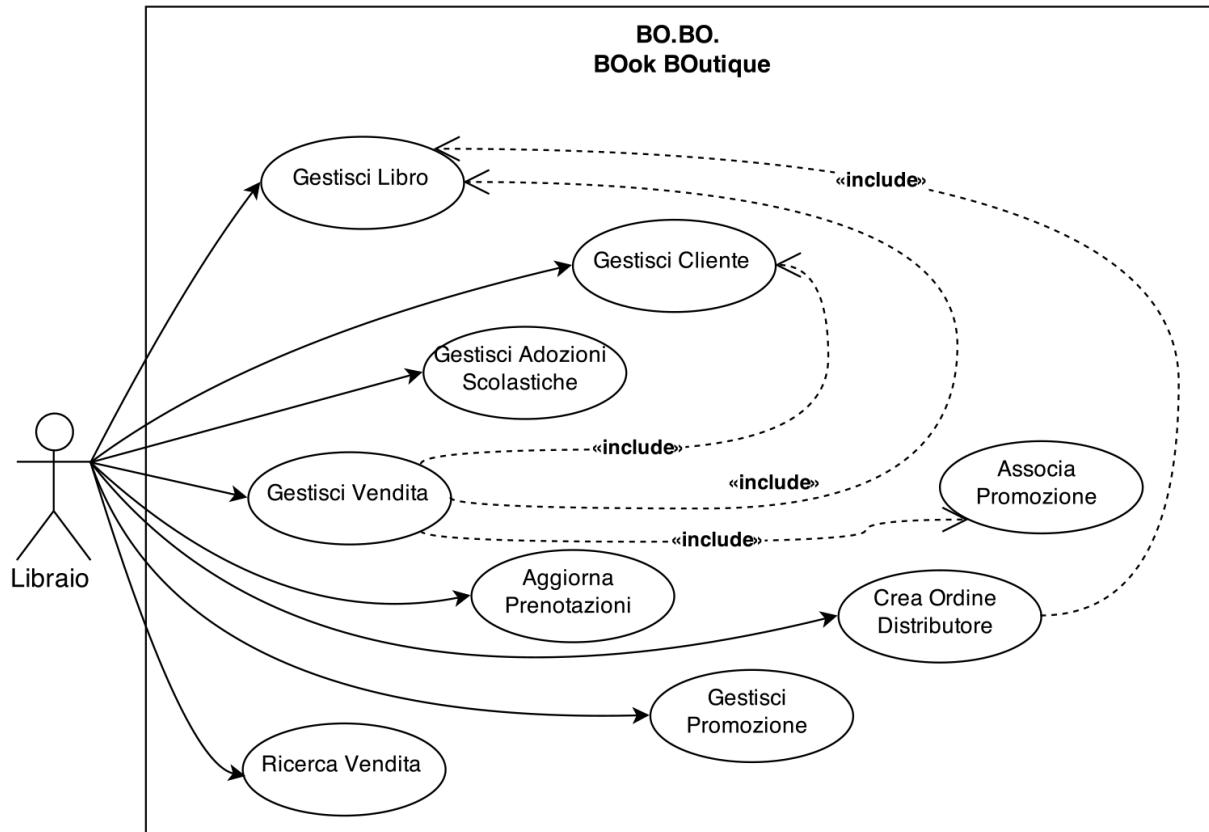 BO.BO.
BOok BOutique
Gestisci Libro
«include»
Gestisci Cliente
Gestisci Adozioni
Scolastiche
«include»
Gestisci Vendita
«include»
Associa
Promozione
«include»
Libraio
Aggiorna
Prenotazioni
Crea Ordine
Distributore
Gestisci
Promozione
Ricerca Vendita